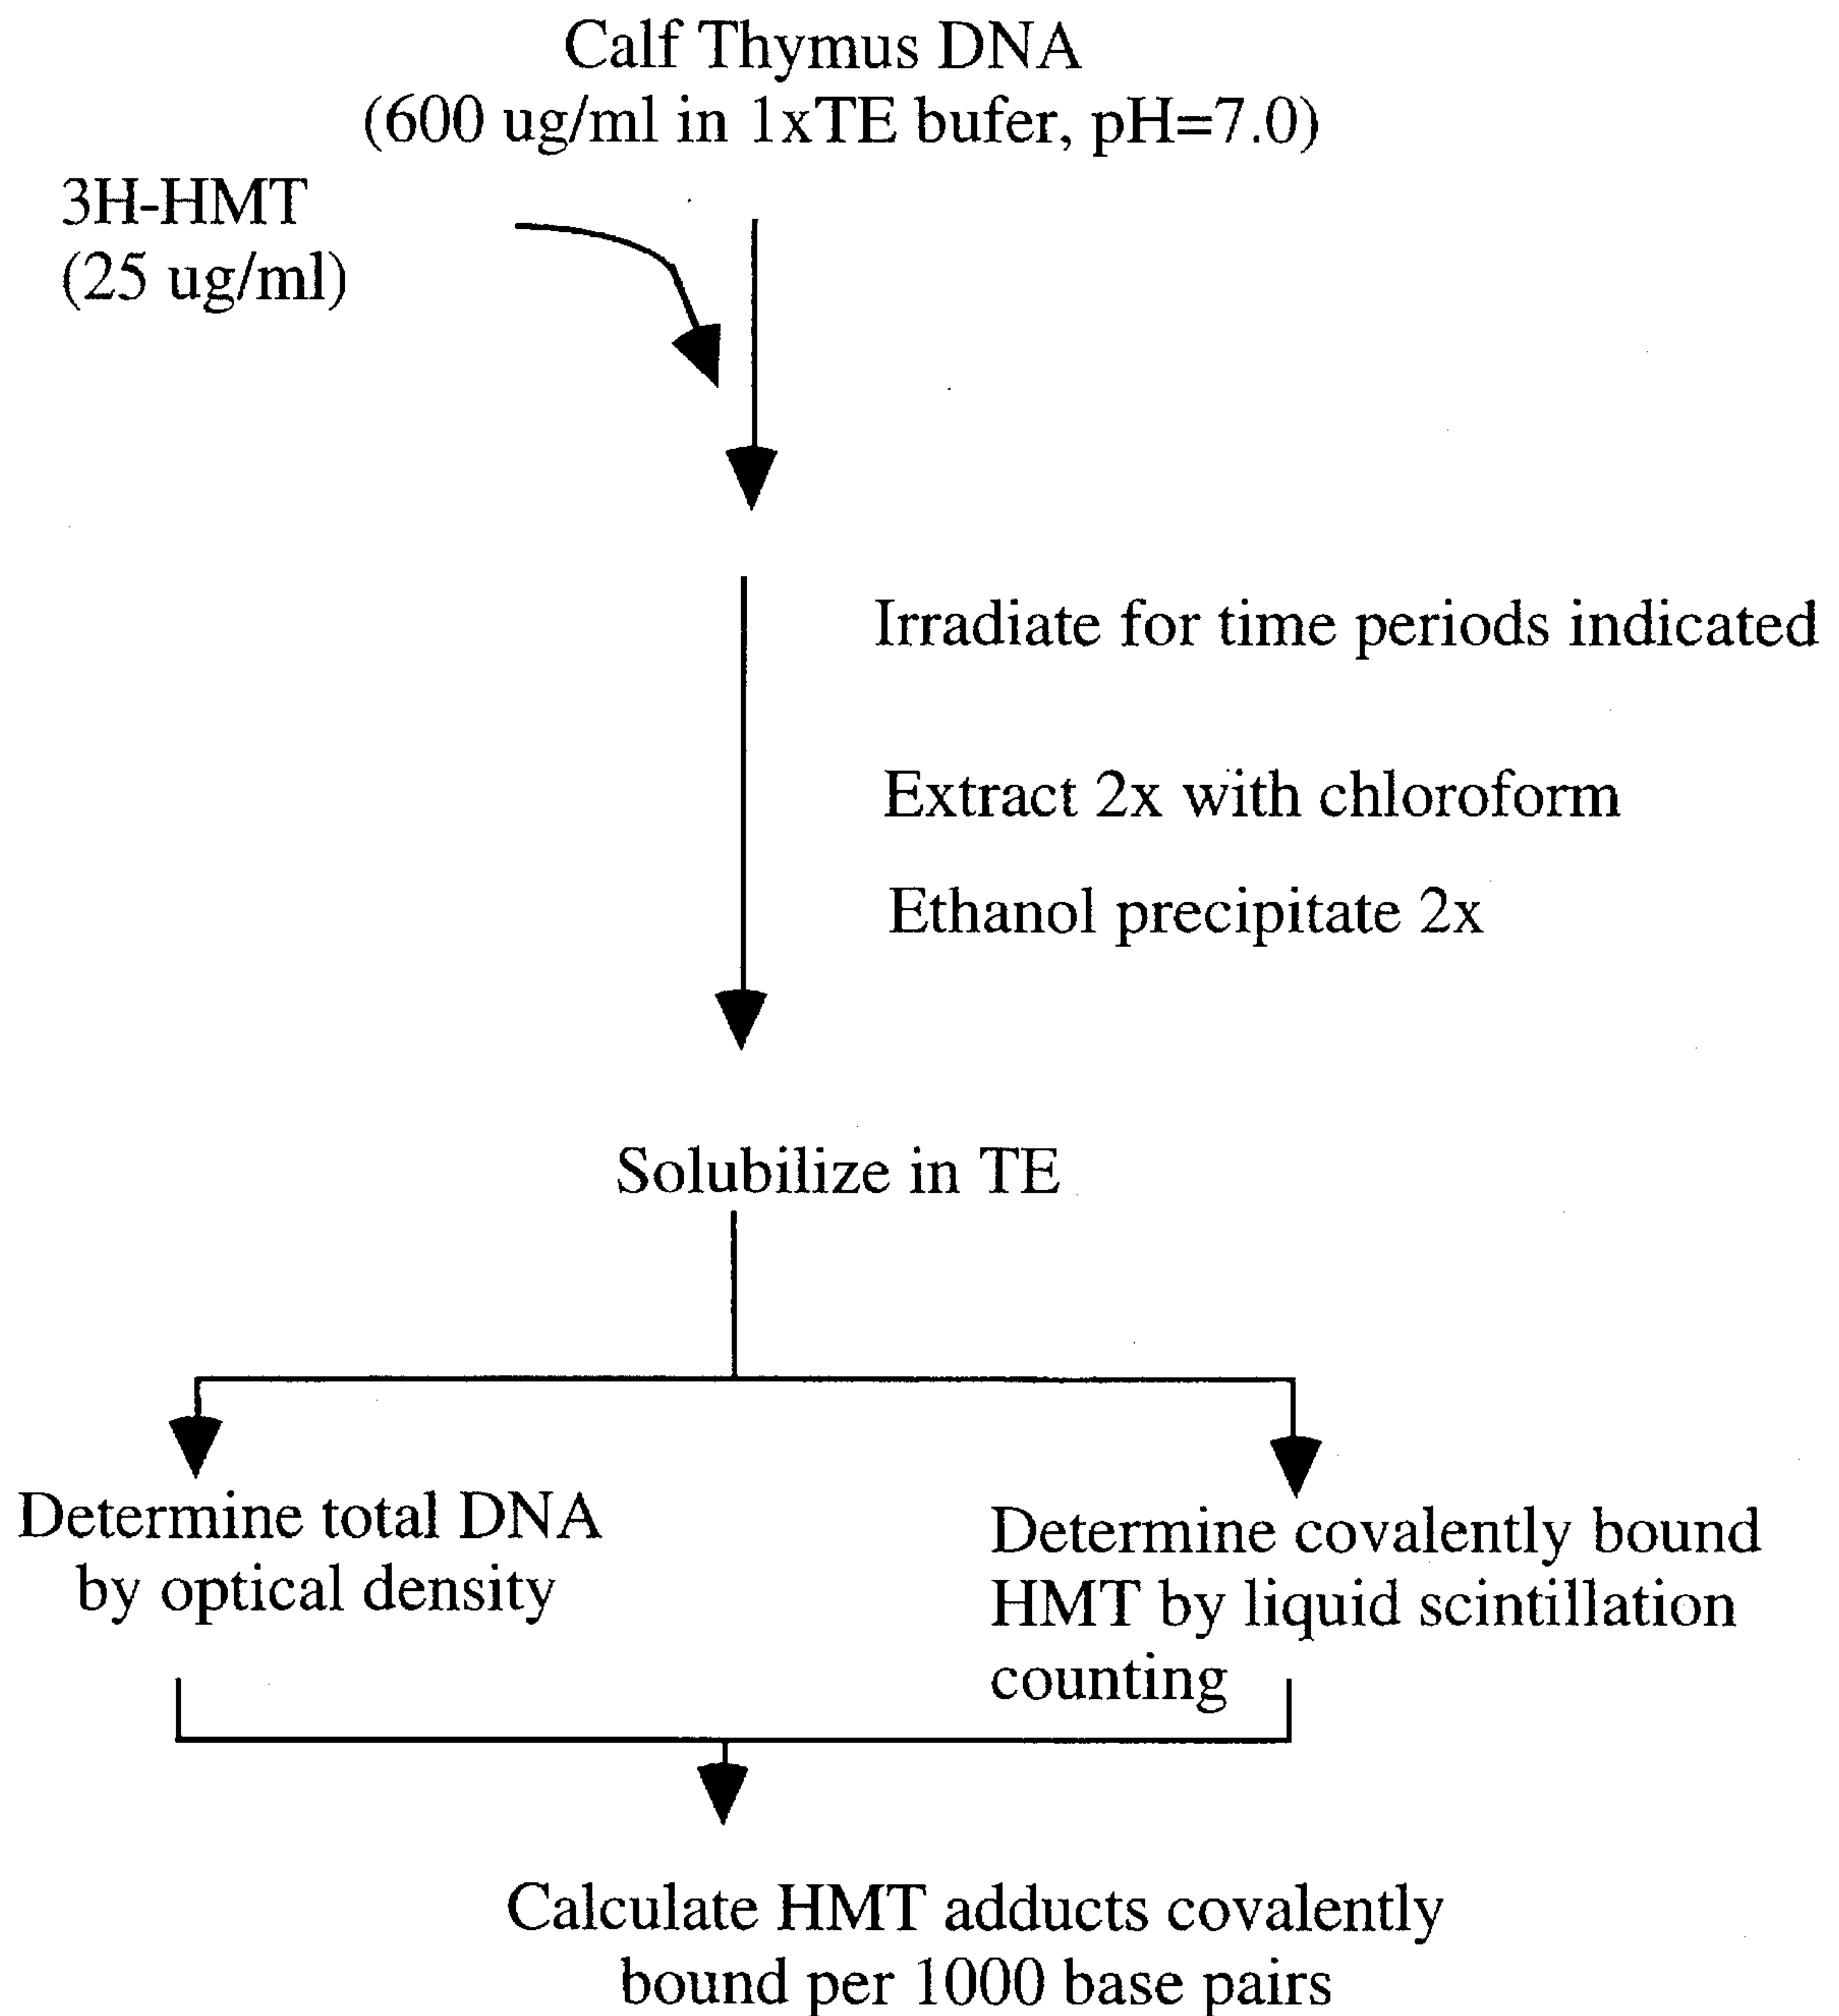 Calf Thymus DNA
(600 ug/ml in 1xTE bufer, pH=7.0)
3H-HMT
(25 ug/ml)
Irradiate for time periods indicated
Extract 2x with chloroform
Ethanol precipitate 2x
Solubilize in TE
Determine total DNA
by optical density
Determine covalently bound
HMT by liquid scintillation
counting
Calculate HMT adducts covalently
bound per 1000 base pairs